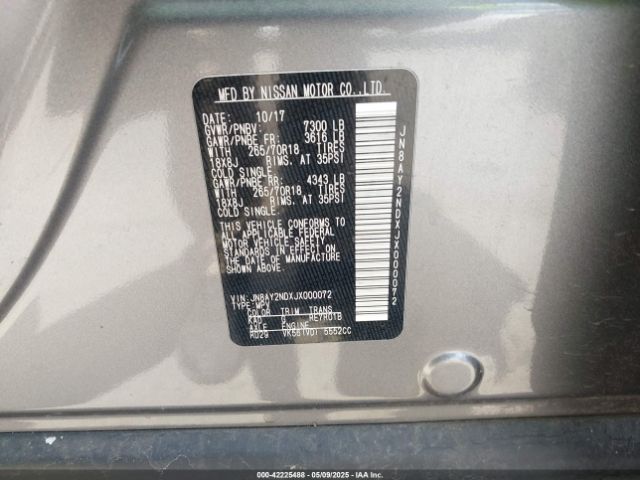 MFD BY NISSAN MOTOR CO.,LTD.
DATE: 10/17
GVWR/PNBV: 7300 LB
GAWR/PNBE FR: 3616 LB
WITH 265/70R18 TIRES
18X8J RIMS. AT 35PSI
COLD SINGLE.
GAWR/PNBE RR: 4343 LB
WITH 265/70R18 TIRES
18X8J RIMS. AT 35PSI
COLD SINGLE.
THIS VEHICLE CONFORMS TO
ALL APPLICABLE FEDERAL
MOTOR VEHICLE SAFETY
STANDARDS IN EFFECT ON
THE DATE OF MANUFACTURE
SHOWN ABOVE.
VIN: JN8AY2NDXJX000072
TYPE: MPV
COLOR TRIM TRANS
KAD G RE7R01B
AXLE ENGINE
RD29 VK56(VD) 5552CC
JN8AY2NDXJX000072
000-42225488 - 05/09/2025 - IAA Inc.